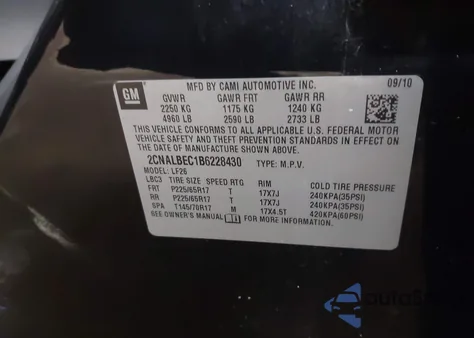 GM
MFD BY CAMI AUTOMOTIVE INC. 09/10
GVWR GAWR FRT GAWR RR
2250 KG 1175 KG 1240 KG
4960 LB 2590 LB 2733 LB
THIS VEHICLE CONFORMS TO ALL APPLICABLE U.S. FEDERAL MOTOR
VEHICLE SAFETY AND THEFT PREVENTION STANDARDS IN EFFECT ON
THE DATE OF MANUFACTURE SHOWN ABOVE.
2CNALBEC1B6228430 TYPE: M.P.V.
MODEL: LF26
LBC3 TIRE SIZE SPEED RTG RIM COLD TIRE PRESSURE
FRT P225/65R17 T 17X7J 240KPA(35PSI)
RR P225/65R17 T 17X7J 240KPA(35PSI)
SPA T145/70R17 M 17X4.5T 420KPA(60PSI)
SEE OWNER'S MANUAL FOR ADDITIONAL INFORMATION.